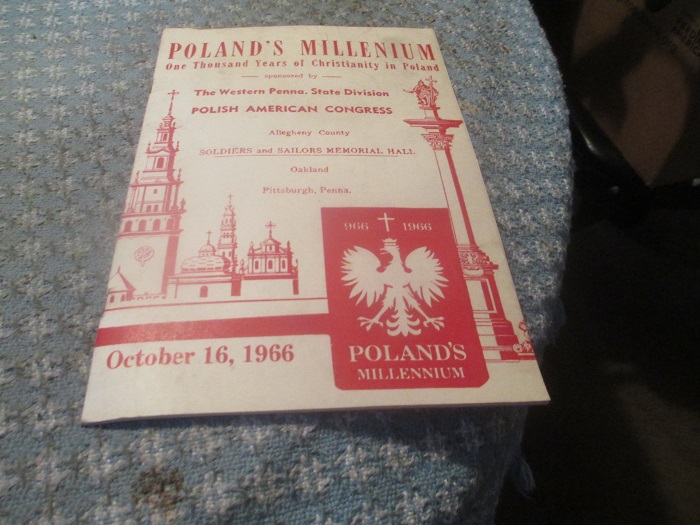 POLAND'S MILLENIUM
One Thousand Years of Christianity in Poland
sponsored by
The Western Penna. State Division
POLISH AMERICAN CONGRESS
Allegheny County
SOLDIERS and SAILORS MEMORIAL HALL
Oakland
Pittsburgh, Penna.
966 1966
POLAND'S
MILLENNIUM
October 16, 1966